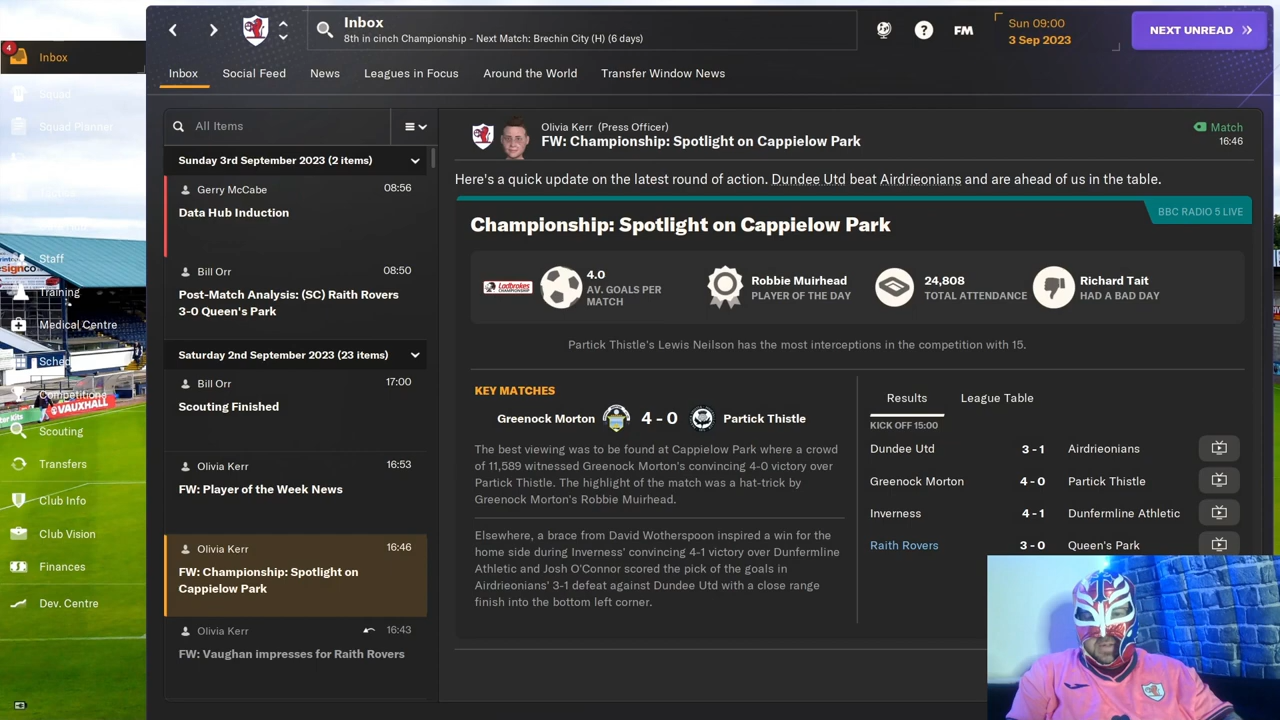 4
Inbox
Squad
Squad Planner
Staff
Training
Medical Centre
Sched
Competitions
VAUXHALL
Scouting
Transfers
Club Info
Club Vision
Finances
Dev. Centre
Inbox
8th in cinch Championship - Next Match: Brechin City (H) (6 days)
?
FM
Sun 09:00
3 Sep 2023
NEXT UNREAD
Inbox
Social Feed
News
Leagues in Focus
Around the World
Transfer Window News
All Items
Sunday 3rd September 2023 (2 items)
Gerry McCabe
08:56
Data Hub Induction
Bill Orr
08:50
Post-Match Analysis: (SC) Raith Rovers
3-0 Queen's Park
Saturday 2nd September 2023 (23 items)
Bill Orr
17:00
Scouting Finished
Olivia Kerr
16:53
FW: Player of the Week News
Olivia Kerr
16:46
FW: Championship: Spotlight on
Cappielow Park
Olivia Kerr
16:43
FW: Vaughan impresses for Raith Rovers
Olivia Kerr (Press Officer)
FW: Championship: Spotlight on Cappielow Park
Match
16:46
Here's a quick update on the latest round of action. Dundee Utd beat Airdrieonians and are ahead of us in the table.
BBC RADIO 5 LIVE
Championship: Spotlight on Cappielow Park
Ladbrokes
CHAMPIONSHIP
4.0
AV. GOALS PER
MATCH
Robbie Muirhead
PLAYER OF THE DAY
24,808
TOTAL ATTENDANCE
Richard Tait
HAD A BAD DAY
Partick Thistle's Lewis Neilson has the most interceptions in the competition with 15.
KEY MATCHES
Greenock Morton 4 - 0 Partick Thistle
The best viewing was to be found at Cappielow Park where a crowd
of 11,589 witnessed Greenock Morton's convincing 4-0 victory over
Partick Thistle. The highlight of the match was a hat-trick by
Greenock Morton's Robbie Muirhead.
Elsewhere, a brace from David Wotherspoon inspired a win for the
home side during Inverness' convincing 4-1 victory over Dunfermline
Athletic and Josh O'Connor scored the pick of the goals in
Airdrieonians' 3-1 defeat against Dundee Utd with a close range
finish into the bottom left corner.
Results
League Table
KICK OFF 15:00
Dundee Utd 3 - 1 Airdrieonians
Greenock Morton 4 - 0 Partick Thistle
Inverness 4 - 1 Dunfermline Athletic
Raith Rovers 3 - 0 Queen's Park